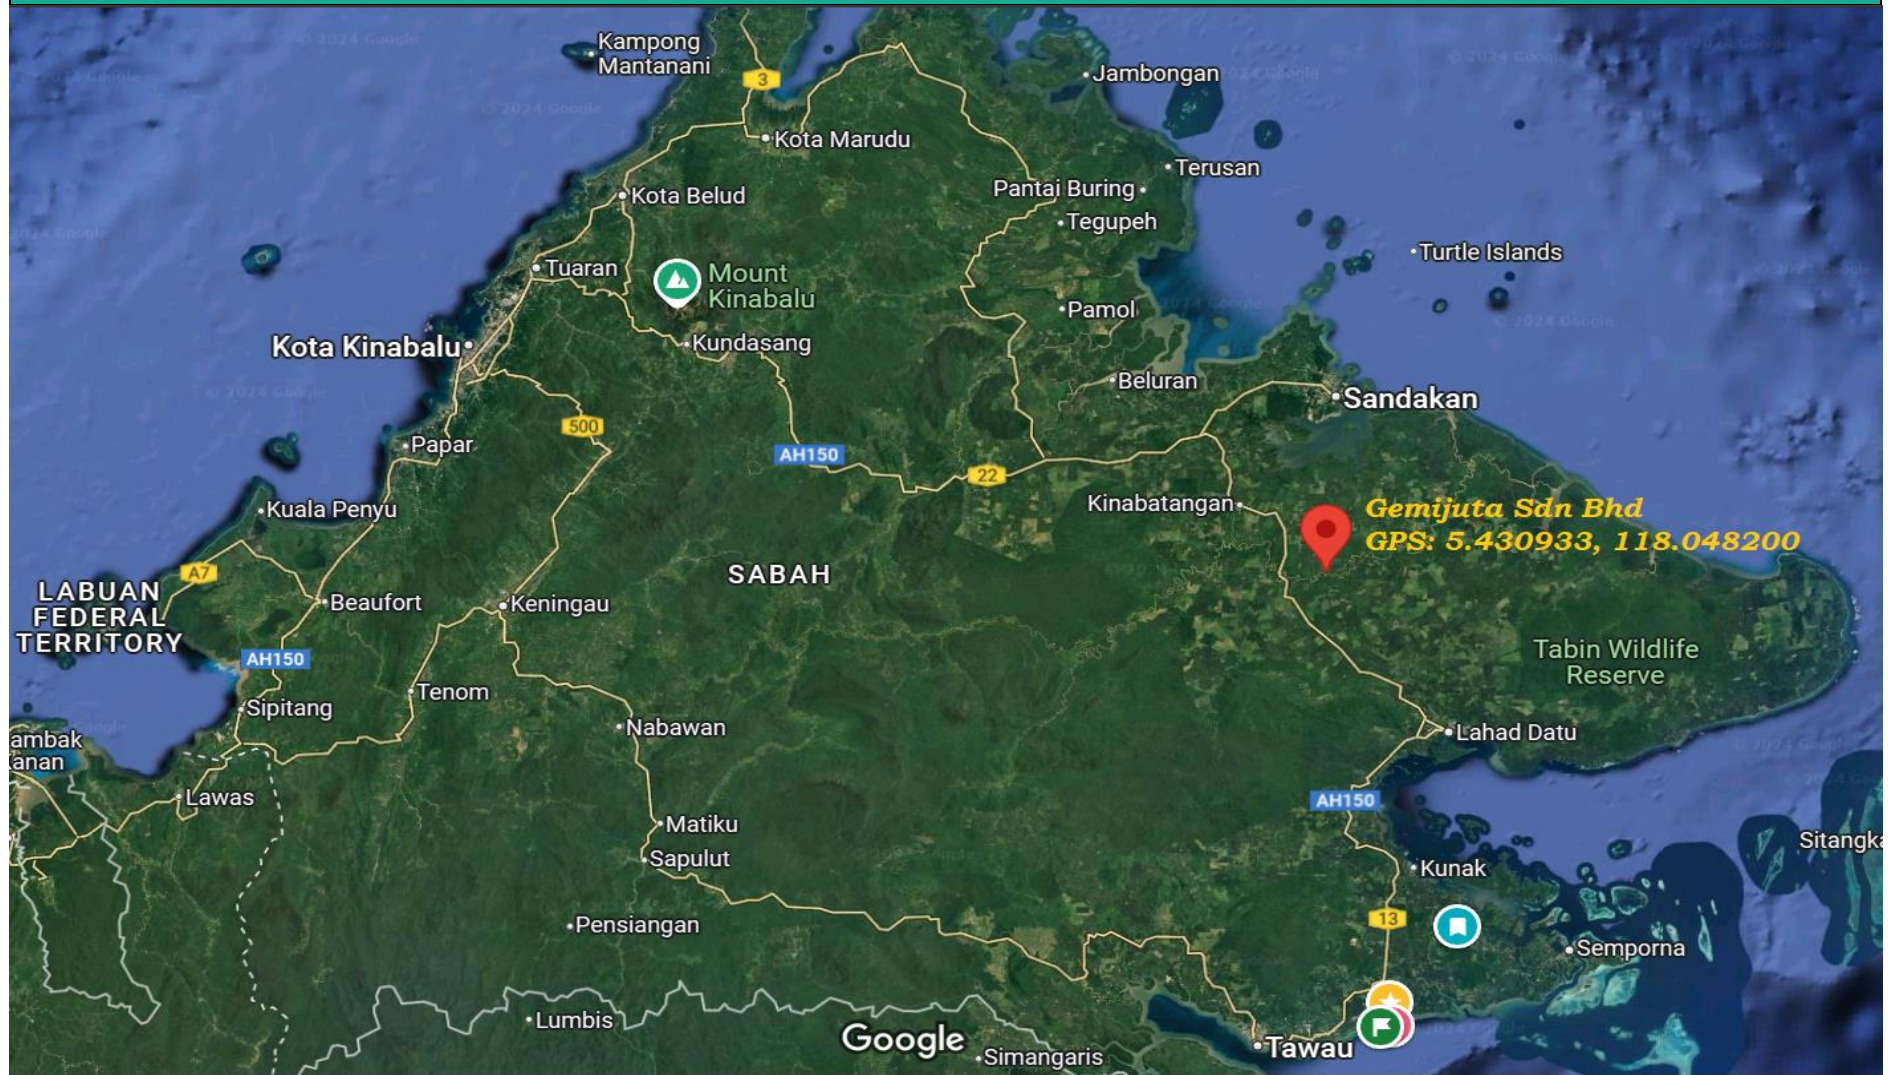 Kampong
Mantanani
3
Jambongan
Kota Marudu
Terusan
Pantai Buring
Kota Belud
Tegupeh
Turtle Islands
Tuaran
Mount
Kinabalu
Pamol
Kota Kinabalu
Kundasang
Beluran
Sandakan
500
Papar
AH150
22
Kinabatangan
Kuala Penyu
Gemijuta Sdn Bhd
GPS: 5.430933, 118.048200
A7
SABAH
LABUAN
FEDERAL
TERRITORY
Beaufort
Keningau
Tabin Wildlife
Reserve
AH150
Tenom
Sipitang
Nabawan
Lahad Datu
ambak
anan
Lawas
AH150
Matiku
Sapulut
Sitangka
Kunak
13
Pensiangan
Semporna
Lumbis
Google
Simangaris
Tawau